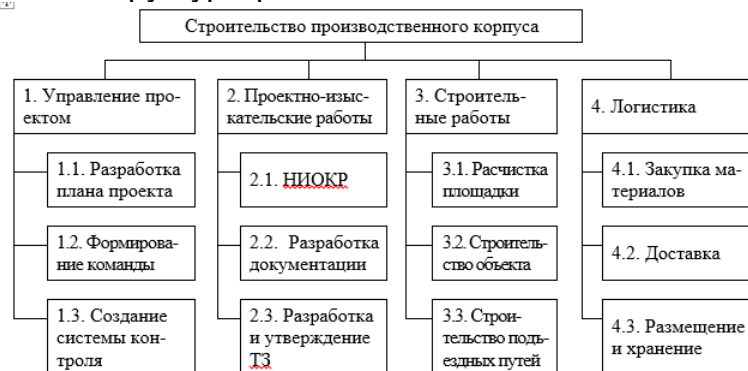 Строительство производственного корпуса
1. Управление про-
ектом
2. Проектно-изыс-
кательские работы
3. Строитель-
ные работы
4. Логистика
1.1. Разработка
плана проекта
2.1. НИОКР
3.1. Расчистка
площадки
4.1. Закупка ма-
териалов
1.2. Формирова-
ние команды
2.2. Разработка
документации
3.2. Строитель-
ство объекта
4.2. Доставка
1.3. Создание
системы кон-
троля
2.3. Разработка
и утверждение
ТЗ
3.3. Строи-
тельство подъ-
ездных путей
4.3. Размещение
и хранение